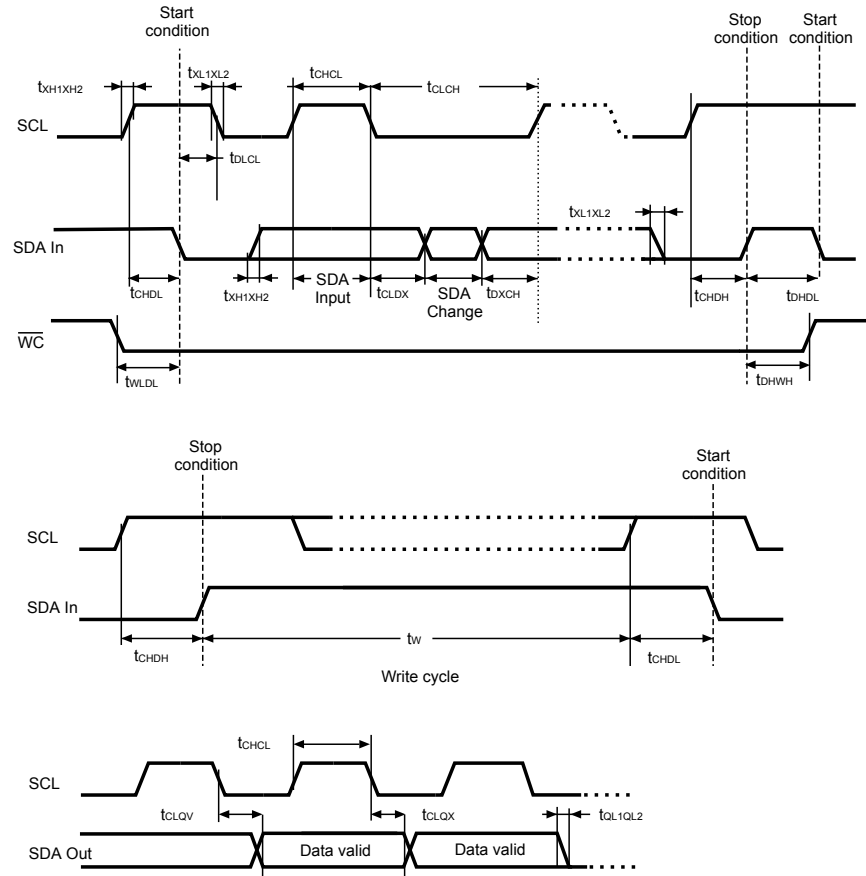 Start
condition
Stop
condition
Start
condition
tXH1XH2
tXL1XL2
tCHCL
tCLCH
SCL
tDLCL
tXL1XL2
SDA In
tCHDL
tXH1XH2
SDA
Input
tCLDX
SDA
Change
tDXCH
tCHDH
tDHDL
WC
tWLDL
tDHWH
Stop
condition
Start
condition
SCL
SDA In
tCHDH
tW
tCHDL
Write cycle
tCHCL
SCL
tCLQV
tCLQX
tQL1QL2
SDA Out
Data valid
Data valid